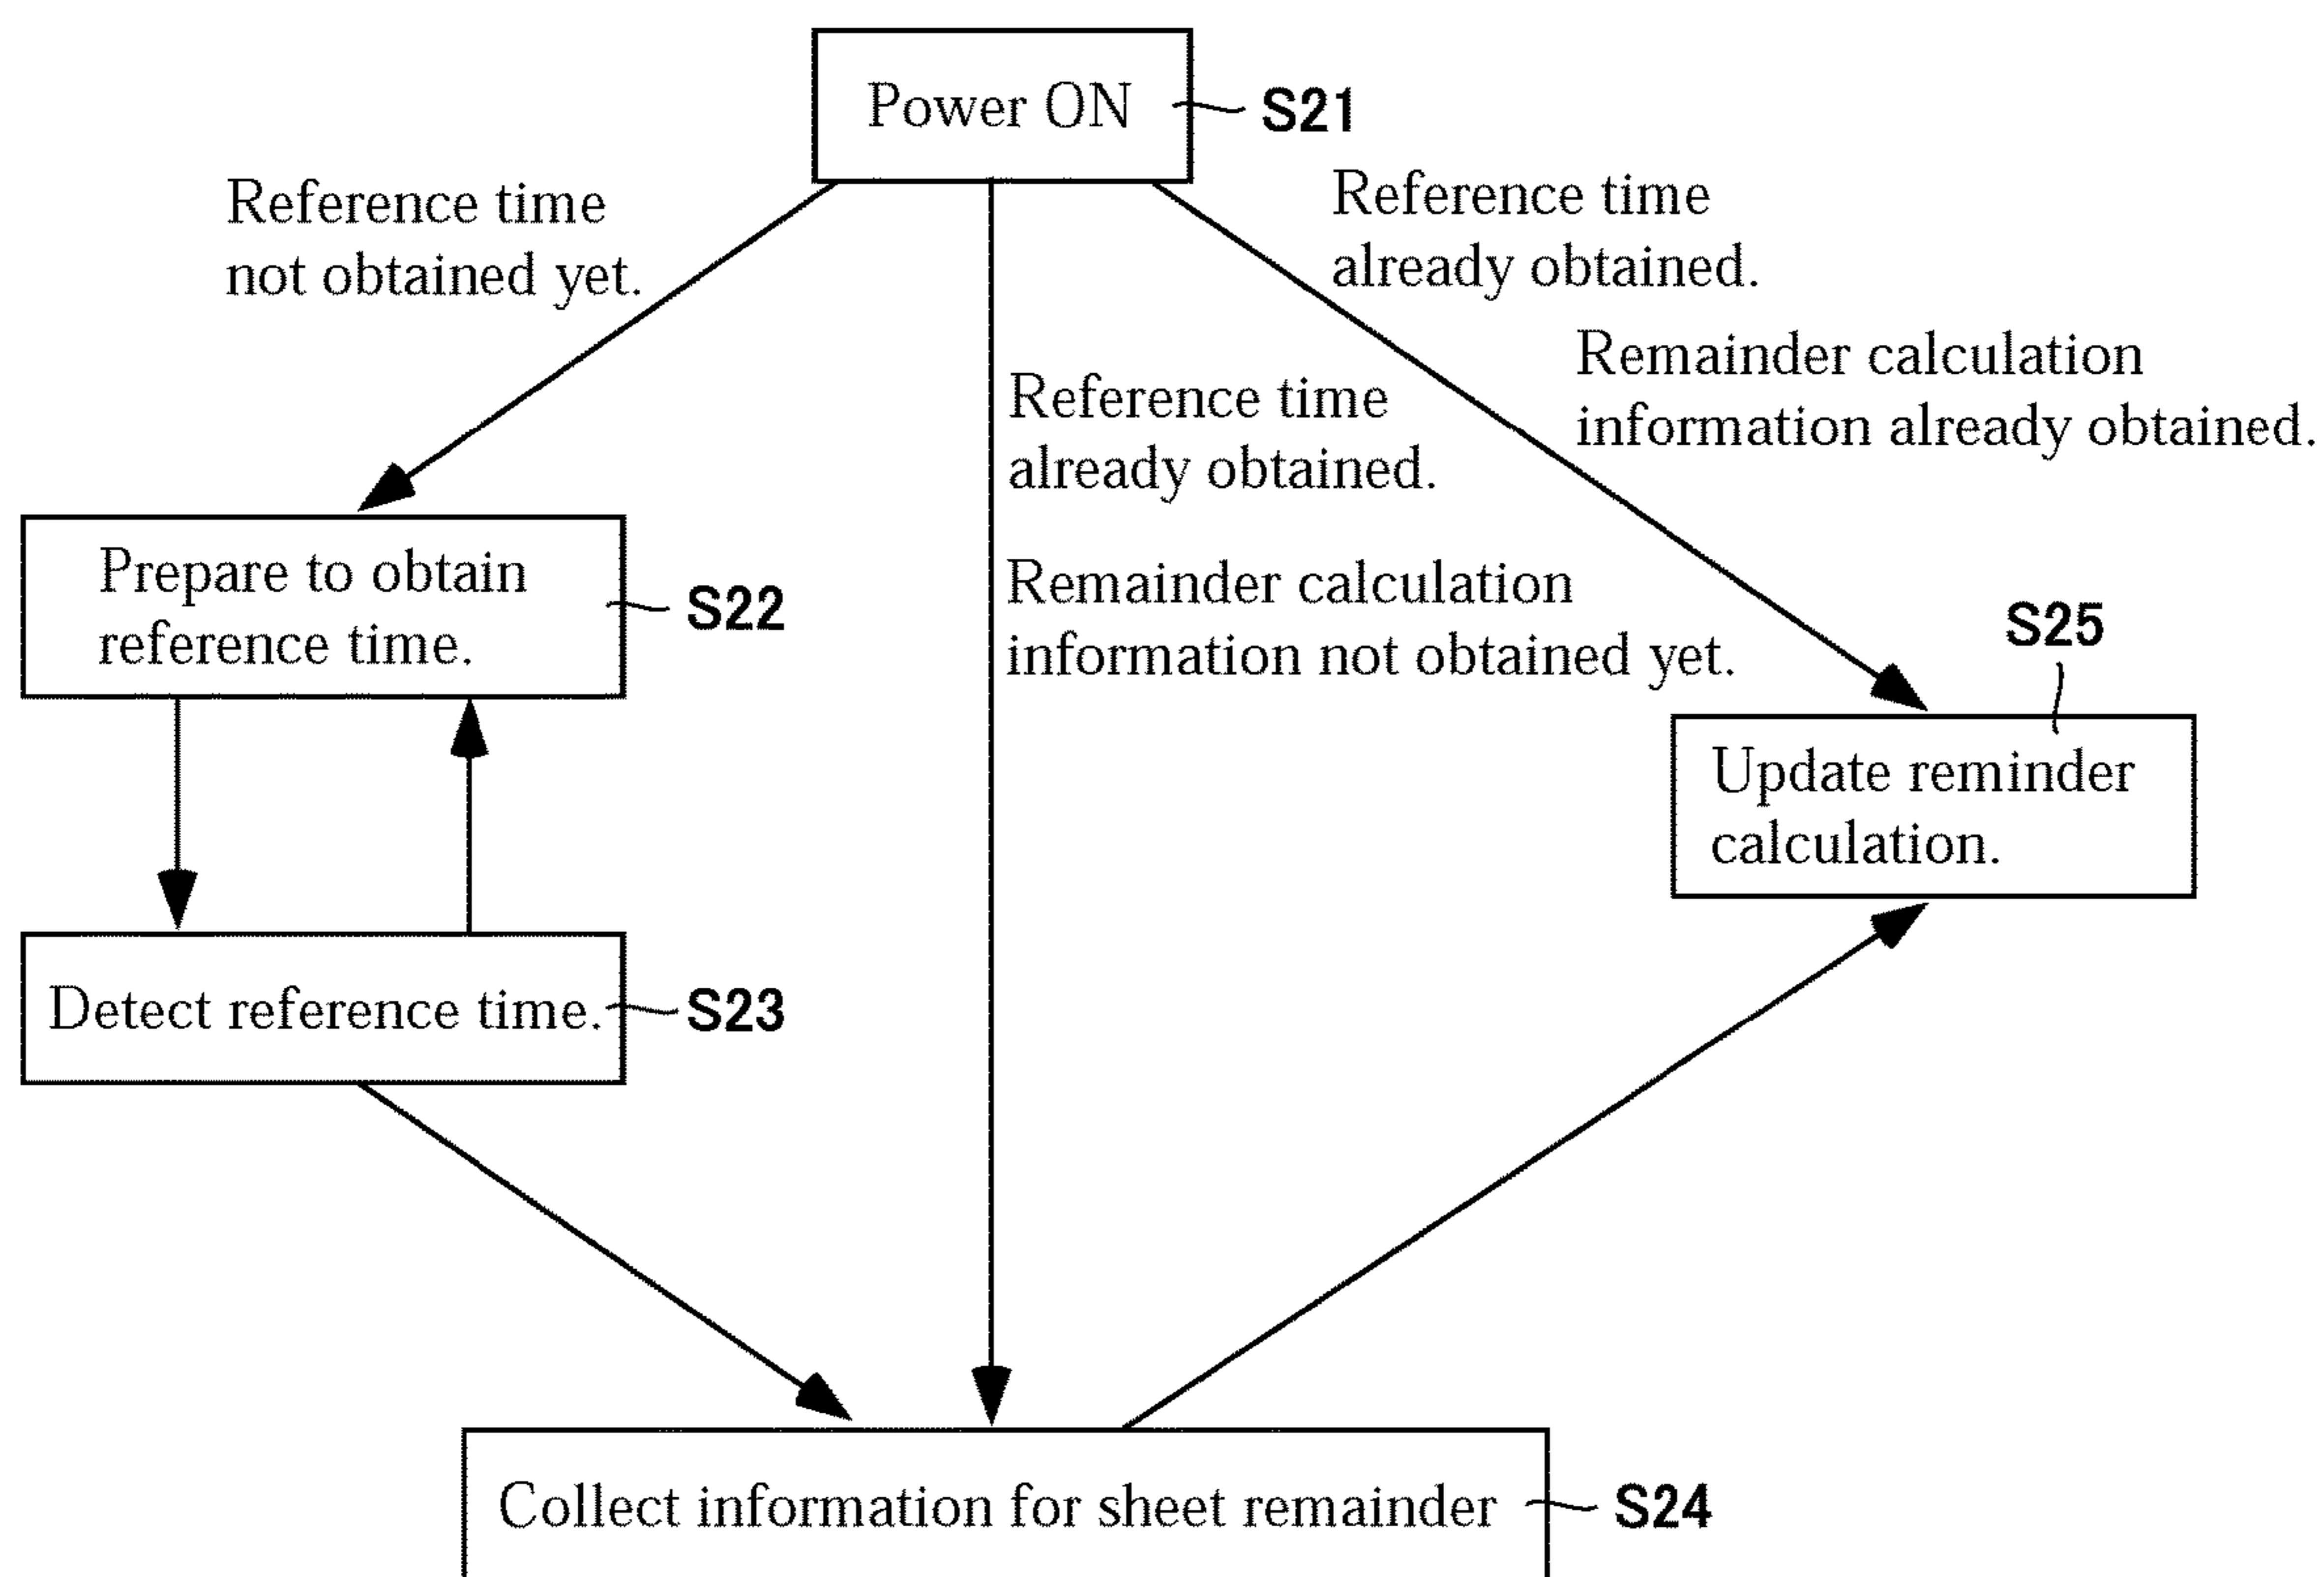 Power ON
S21
Reference time
not obtained yet.
Reference time
already obtained.
Remainder calculation
information already obtained.
Reference time
already obtained.
Remainder calculation
information not obtained yet.
Prepare to obtain
reference time.
S22
S25
Update reminder
calculation.
Detect reference time.
S23
Collect information for sheet remainder
S24